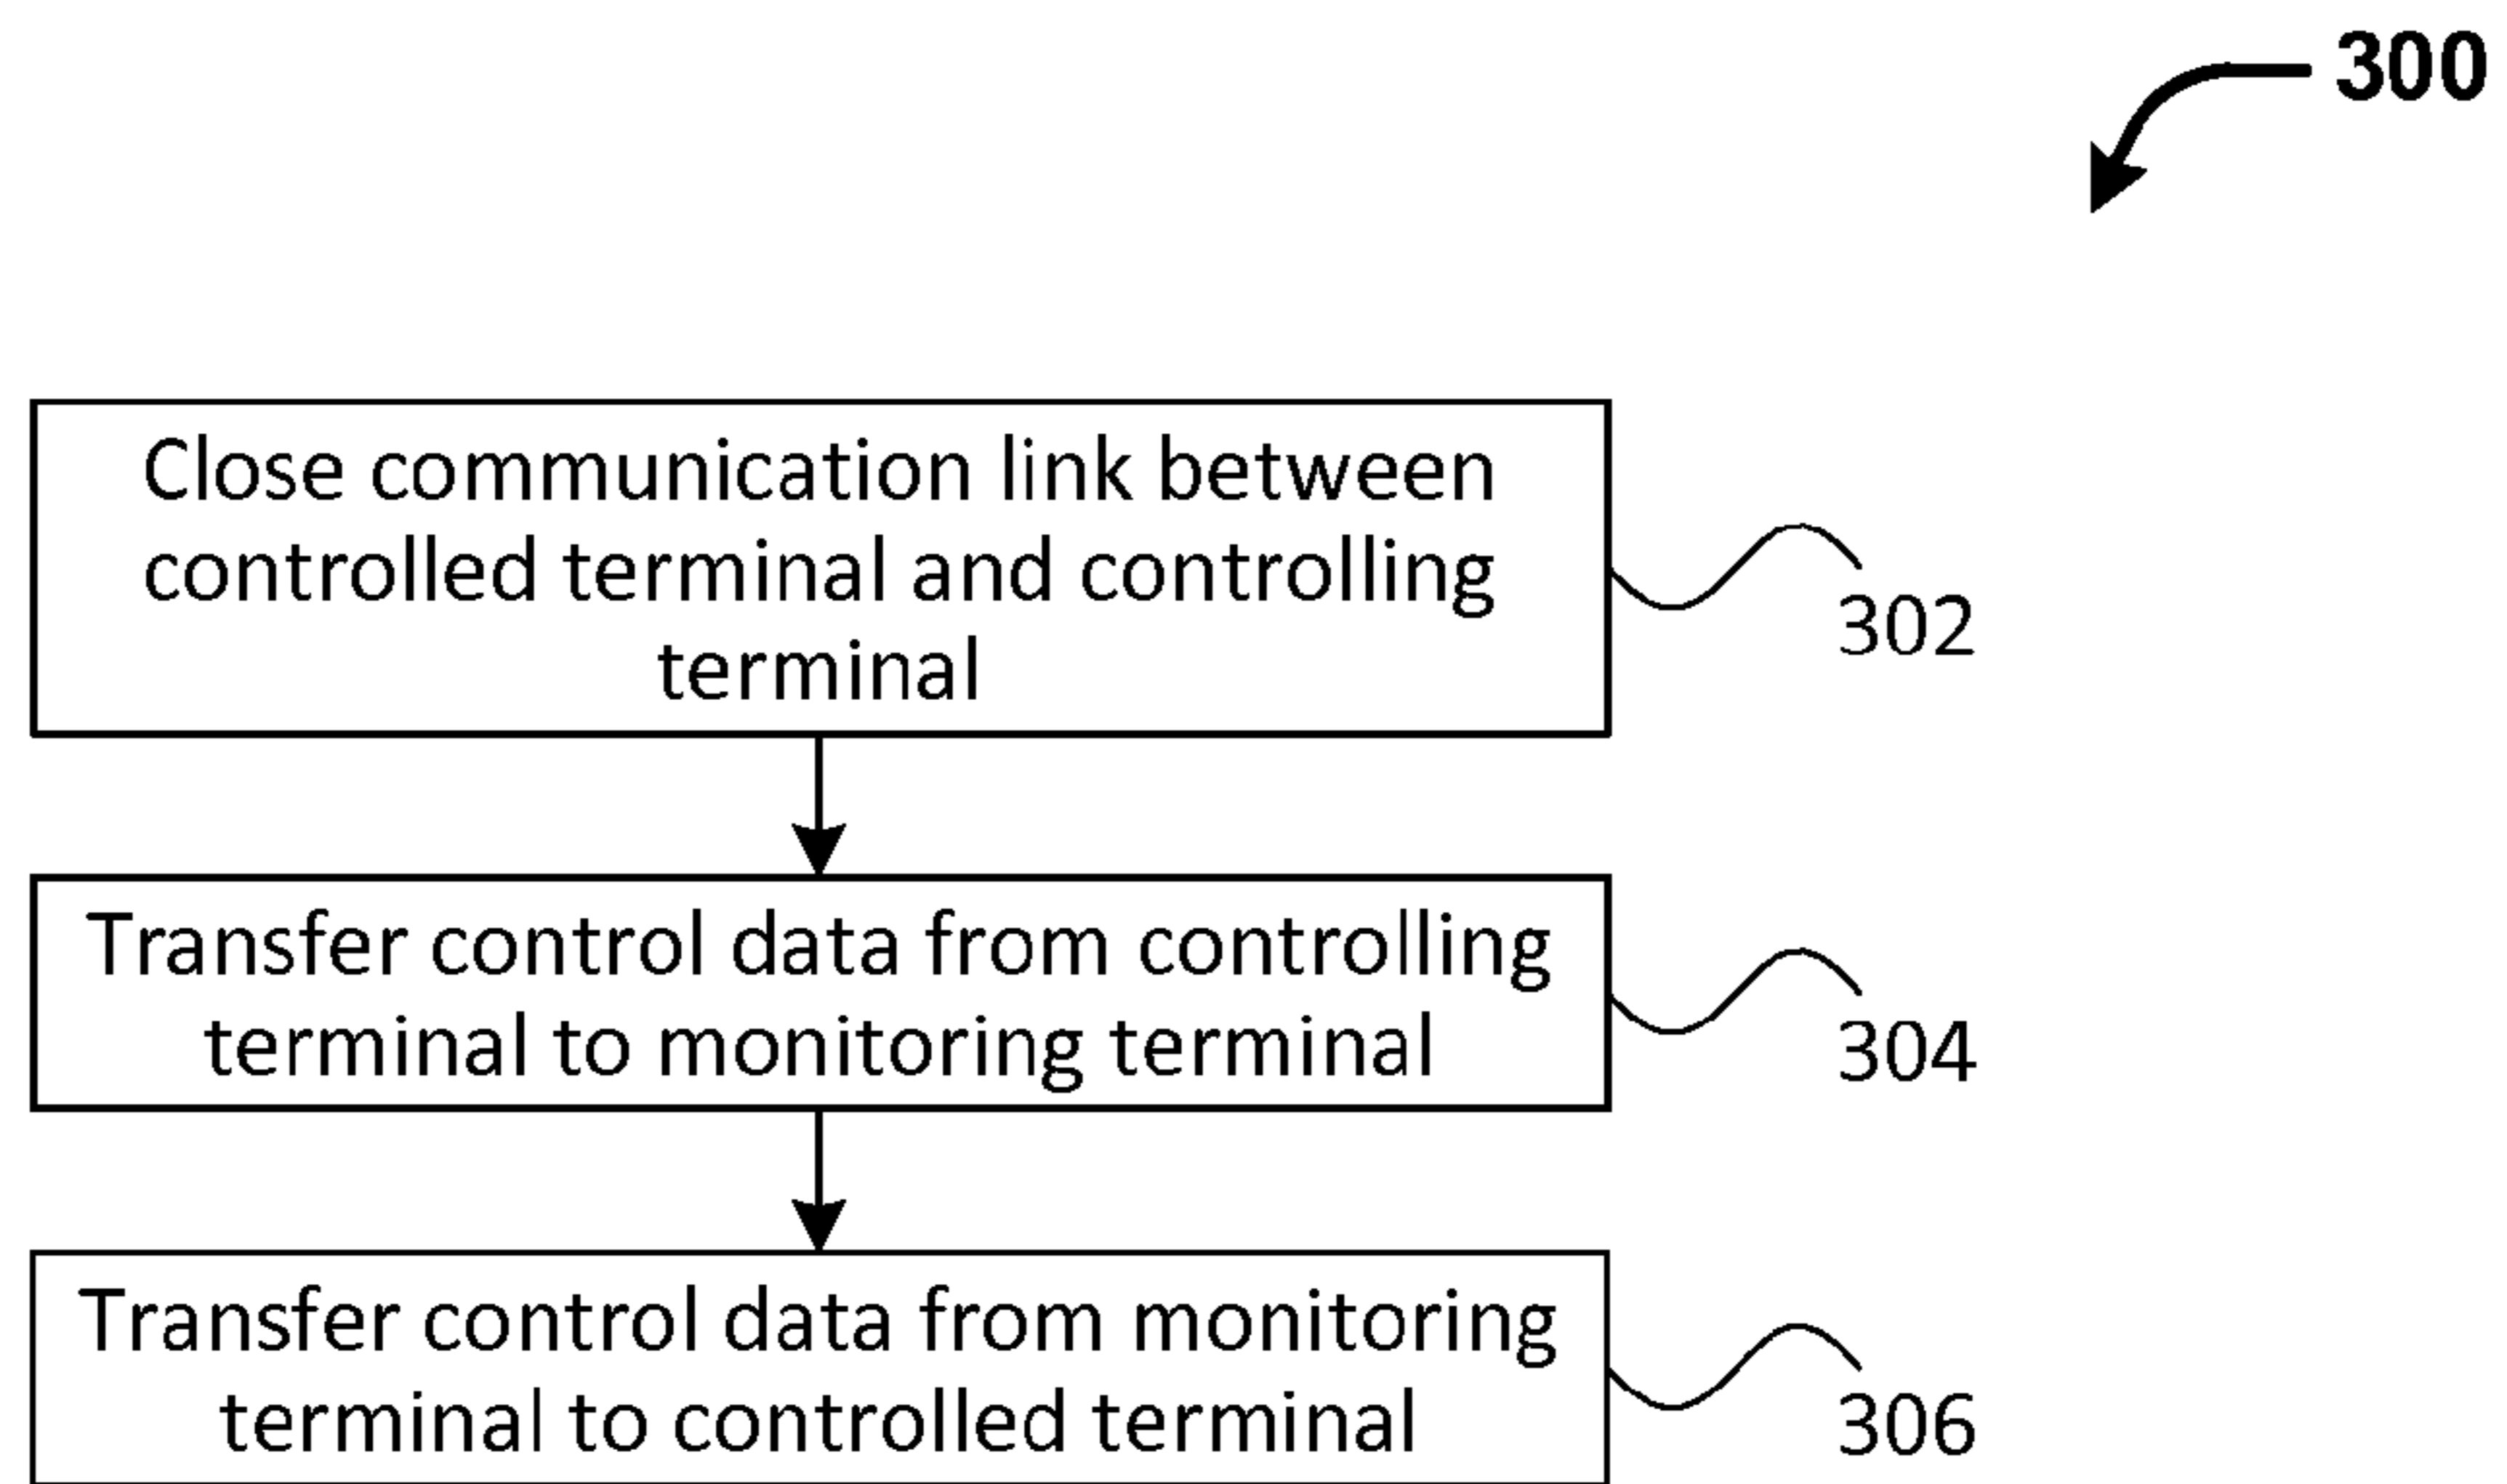 300
Close communication link between
controlled terminal and controlling
terminal
302
Transfer control data from controlling
terminal to monitoring terminal
304
Transfer control data from monitoring
terminal to controlled terminal
306